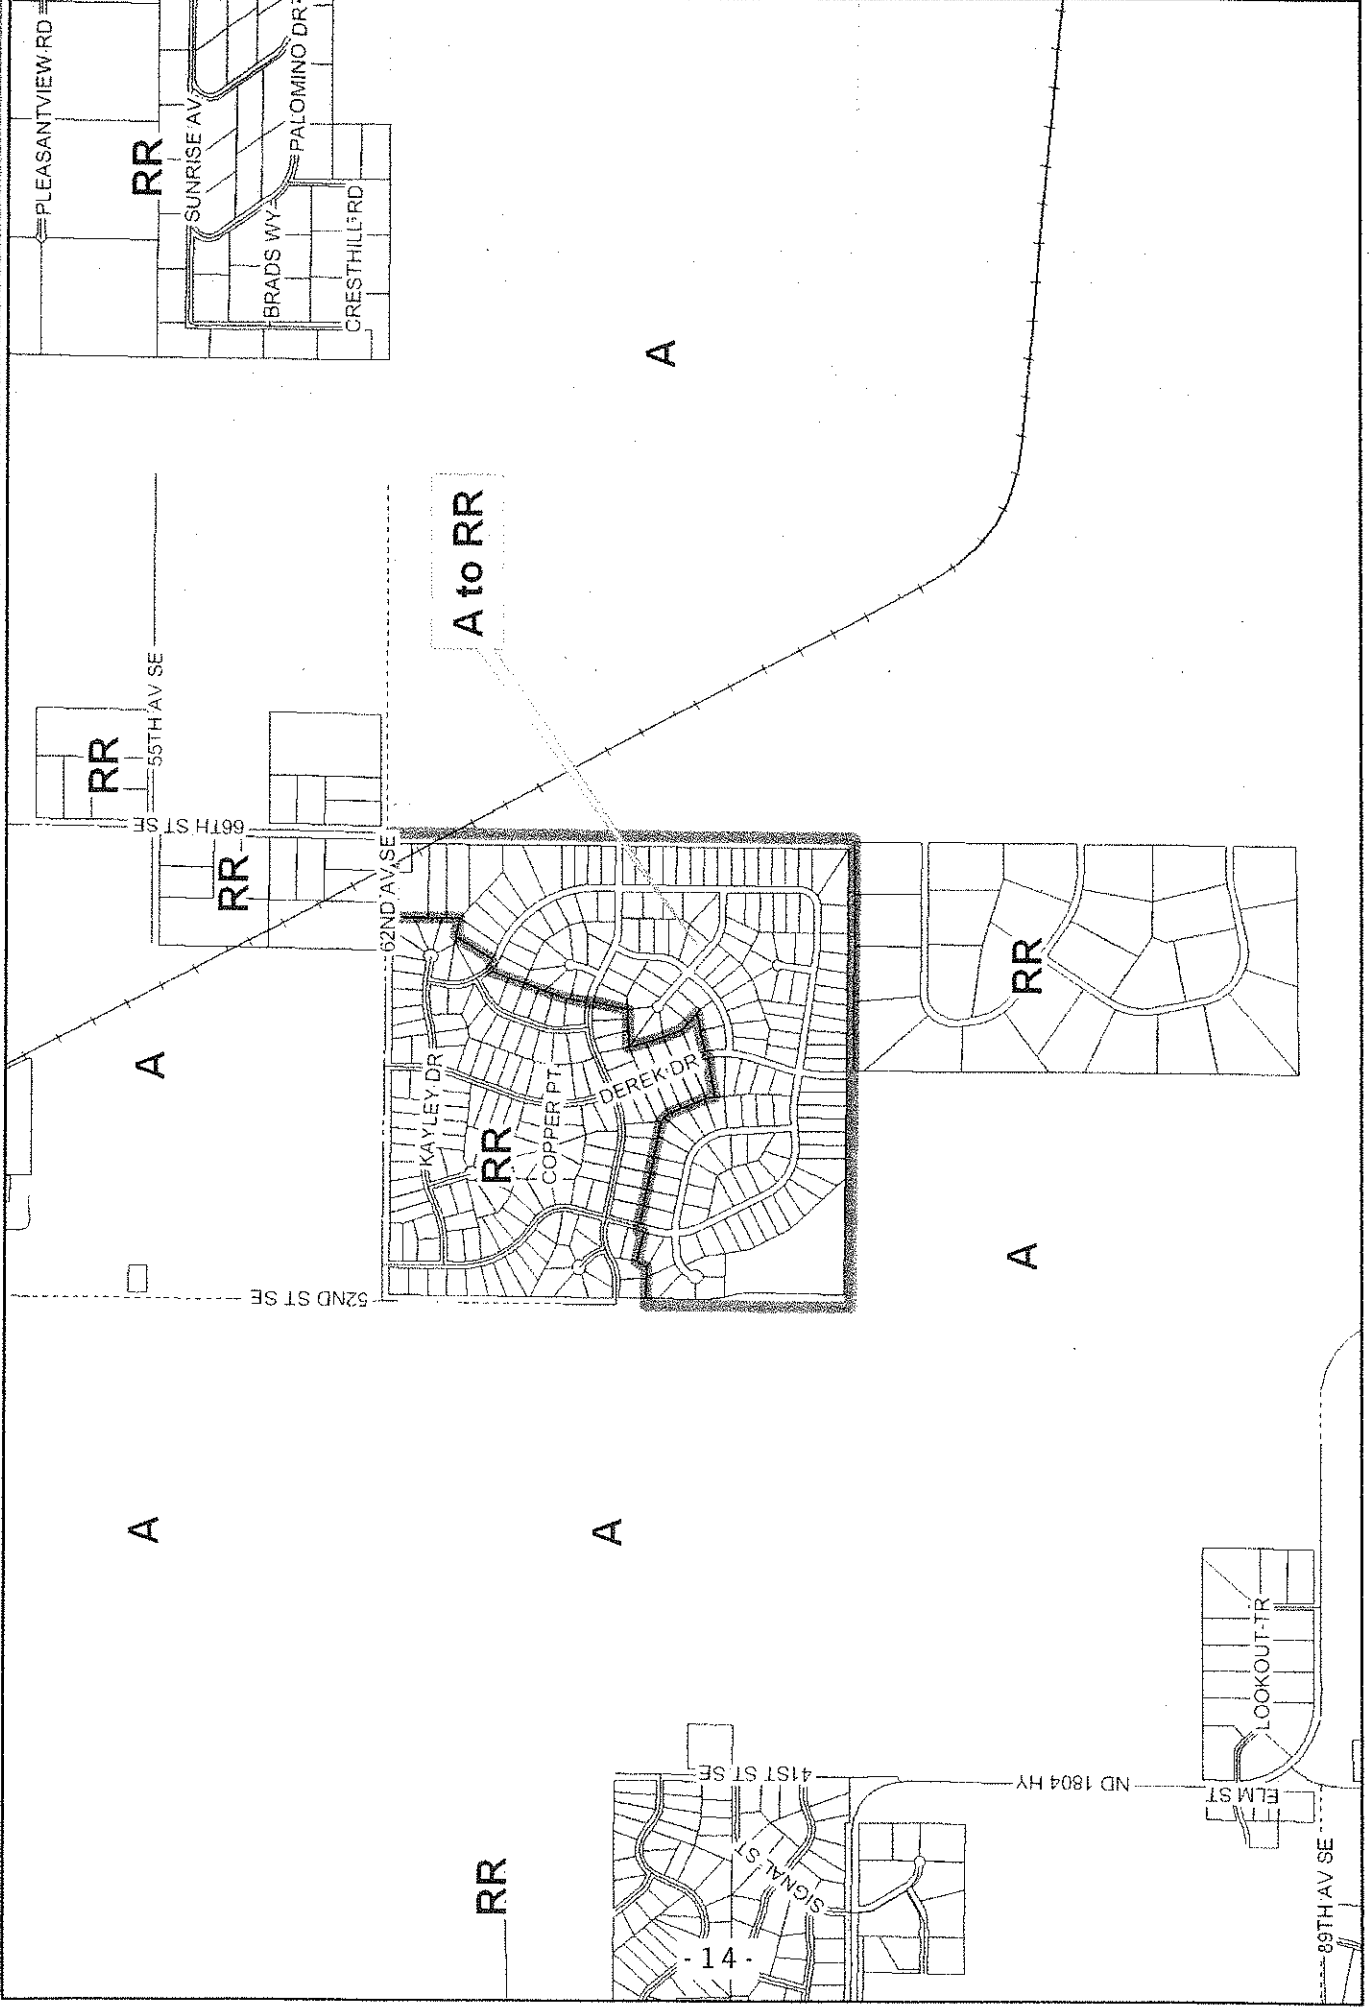 PLEASANTVIEW RD
RR
SUNRISE AV
PALOMINO DR
BRADS WY
CRESTHILL RD
A
A to RR
55TH AV SE
RR
66TH ST SE
RR
62ND AV SE
A
KAYLEY DR
RR
COPPER PT
DEREK DR
RR
52ND ST SE
A
A
A
RR
41ST ST SE
SIGNAL ST
ND 1804 HY
LOOKOUT TR
ELM ST
89TH AV SE
- 14 -